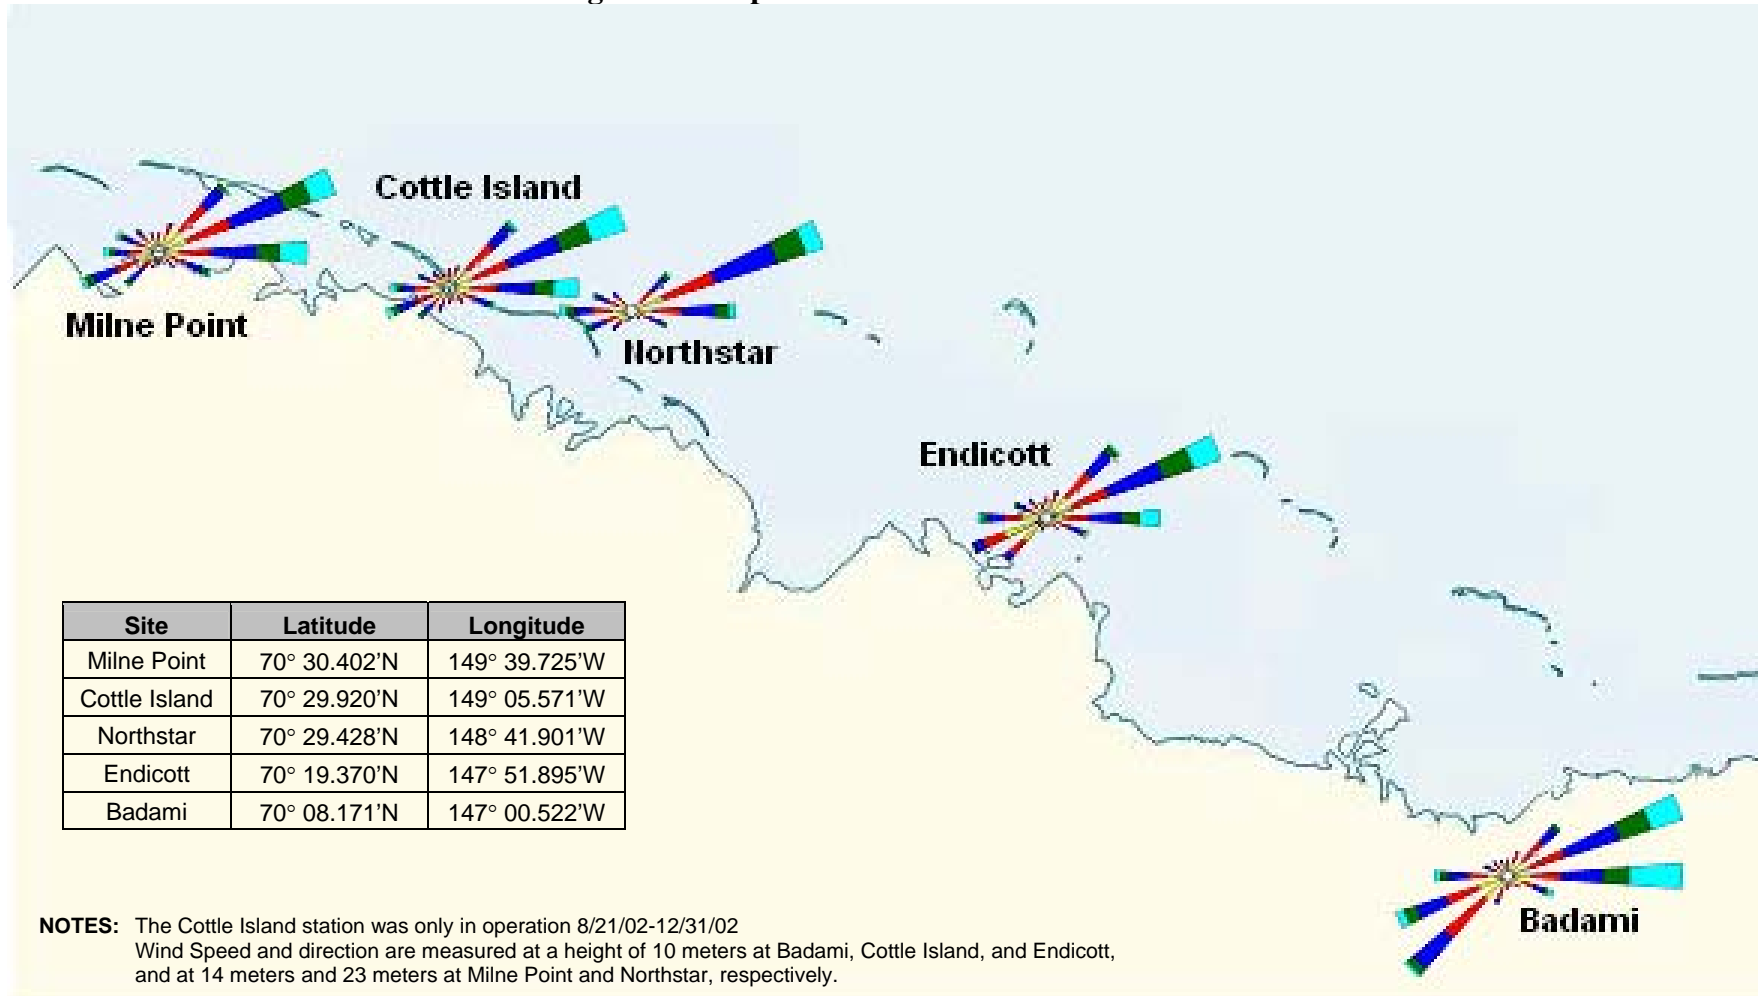 Cottle Island
Milne Point
Northstar
Endicott
Site Latitude Longitude
Milne Point 70° 30.402’N 149° 39.725’W
Cottle Island 70° 29.920’N 149° 05.571’W
Northstar 70° 29.428’N 148° 41.901’W
Endicott 70° 19.370’N 147° 51.895’W
Badami 70° 08.171’N 147° 00.522’W
Badami
NOTES: The Cottle Island station was only in operation 8/21/02-12/31/02
Wind Speed and direction are measured at a height of 10 meters at Badami, Cottle Island, and Endicott,
and at 14 meters and 23 meters at Milne Point and Northstar, respectively.